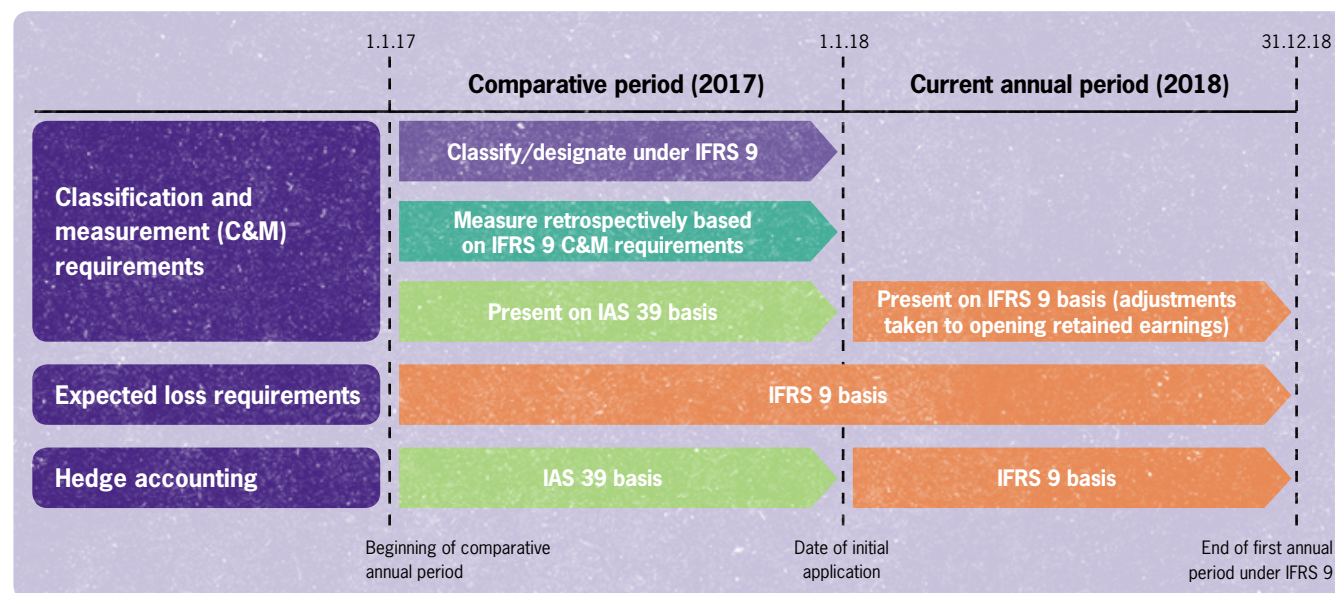 1.1.17
1.1.18
31.12.18
Comparative period (2017)
Current annual period (2018)
Classification and
measurement (C&M)
requirements
Classify/designate under IFRS 9
Measure retrospectively based
on IFRS 9 C&M requirements
Present on IAS 39 basis
Present on IFRS 9 basis (adjustments
taken to opening retained earnings)
Expected loss requirements
IFRS 9 basis
Hedge accounting
IAS 39 basis
IFRS 9 basis
Beginning of comparative
annual period
Date of initial
application
End of first annual
period under IFRS 9